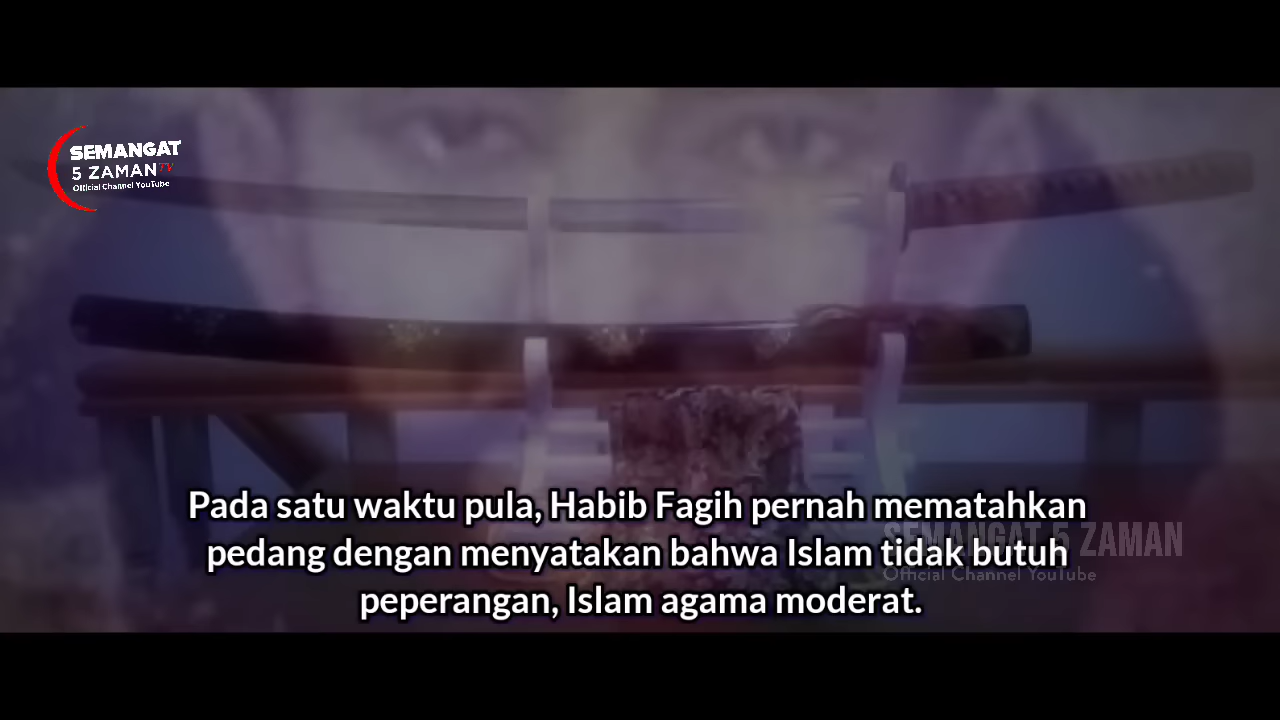 SEMANGAT
5 ZAMAN TV
Official Channel YouTube
Pada satu waktu pula, Habib Fagih pernah mematahkan
pedang dengan menyatakan bahwa Islam tidak butuh
peperangan, Islam agama moderat.
SEMANGAT 5 ZAMAN
Official Channel YouTube